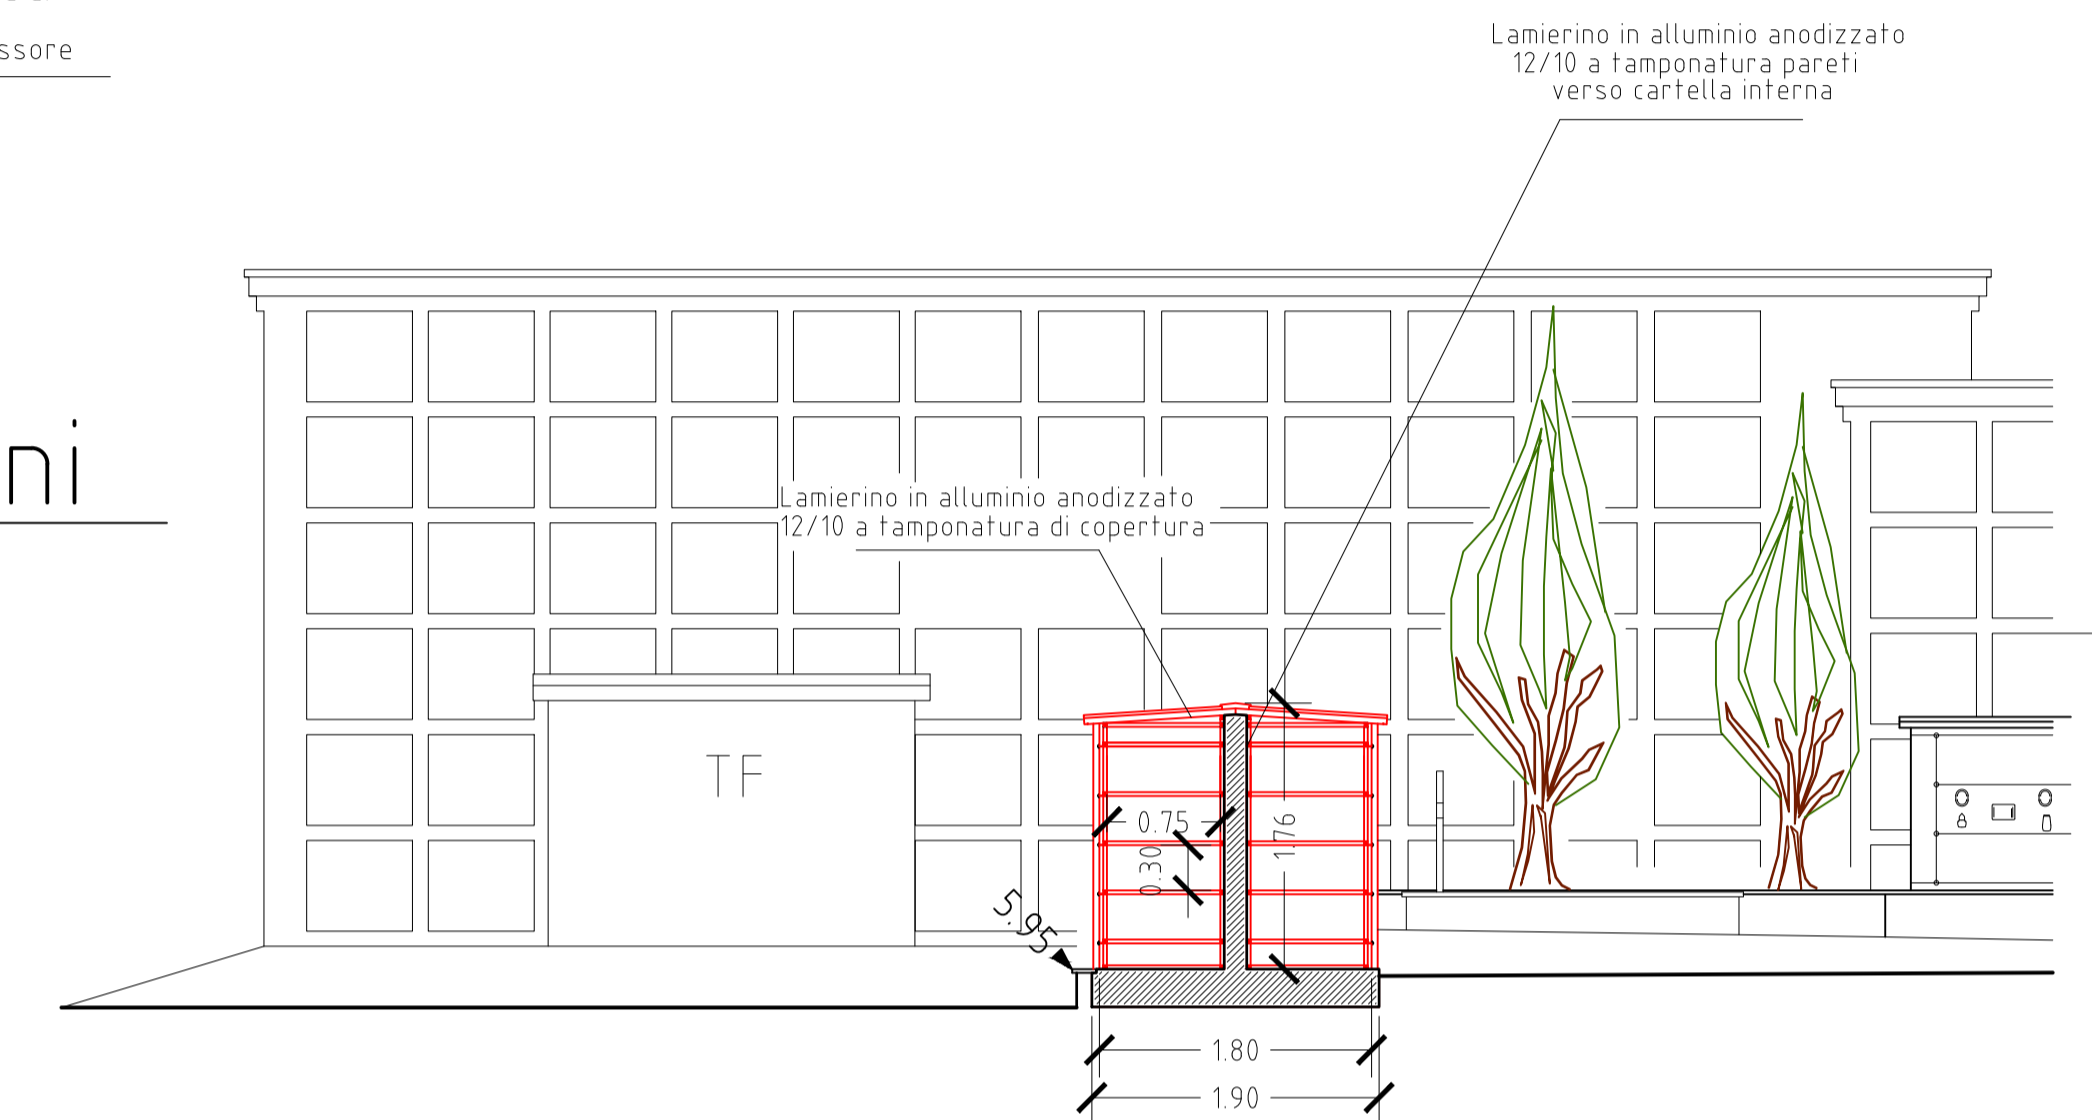 ssore
Lamierino in alluminio anodizzato
12/10 a tamponatura pareti
verso cartella interna
ni
Lamierino in alluminio anodizzato
12/10 a tamponatura di copertura
TF
0.75
1.76
0.30
5.95
1.80
1.90